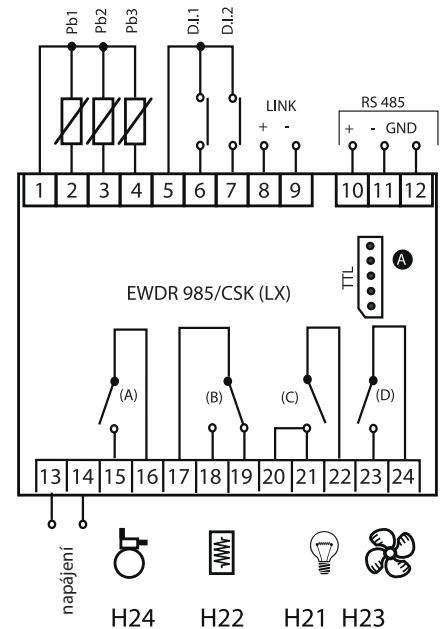 Pb1
Pb2
Pb3
D.I.1
D.I.2
LINK
+ -
RS 485
+ - GND
1 2 3 4 5 6 7 8 9 10 11 12
TTL
A
EWDR 985/CSK (LX)
(A) (B) (C) (D)
13 14 15 16 17 18 19 20 21 22 23 24
napájení
H24 H22 H21 H23